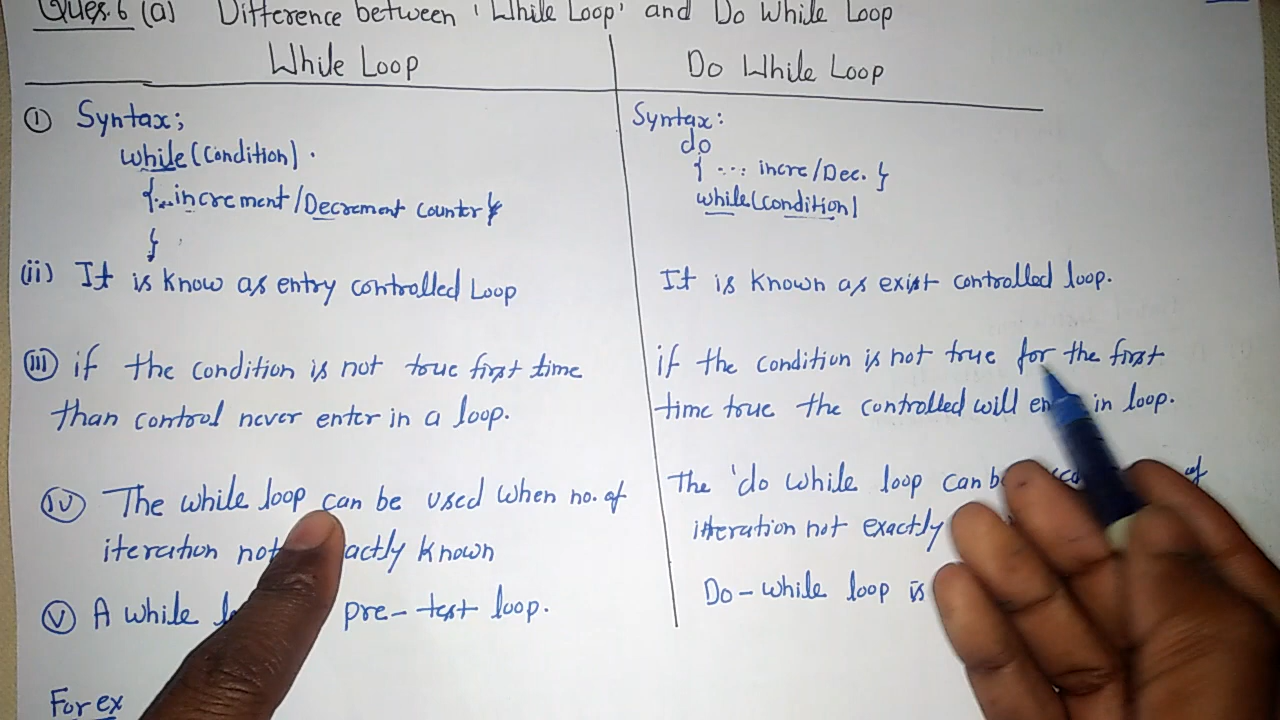 Ques. 6 (a) Difference between 'While Loop' and Do While Loop
While Loop
Do While Loop
(i) Syntax;
while (Condition).
{... increment / Decrement counter }
}
(ii) It is know as entry controlled Loop
(iii) if the condition is not true first time
than control never enter in a loop.
(iv) The while loop can be used when no. of
iteration not known
(v) A while pre-test loop.
For ex
Syntax:
do
{ ... incre/Dec. }
while (condition)
It is known as exist controlled loop.
if the condition is not true for the first
time true the controlled will in loop.
The 'do while loop can of
iteration not exactly
Do-while loop is